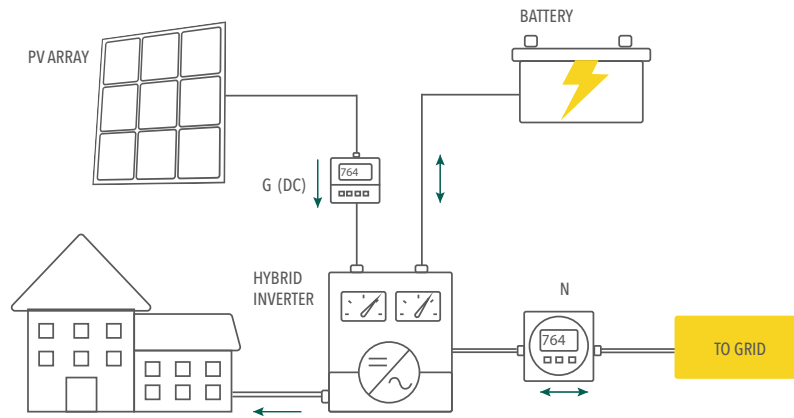 BATTERY
PV ARRAY
764
G (DC)
HYBRID
INVERTER
N
764
TO GRID